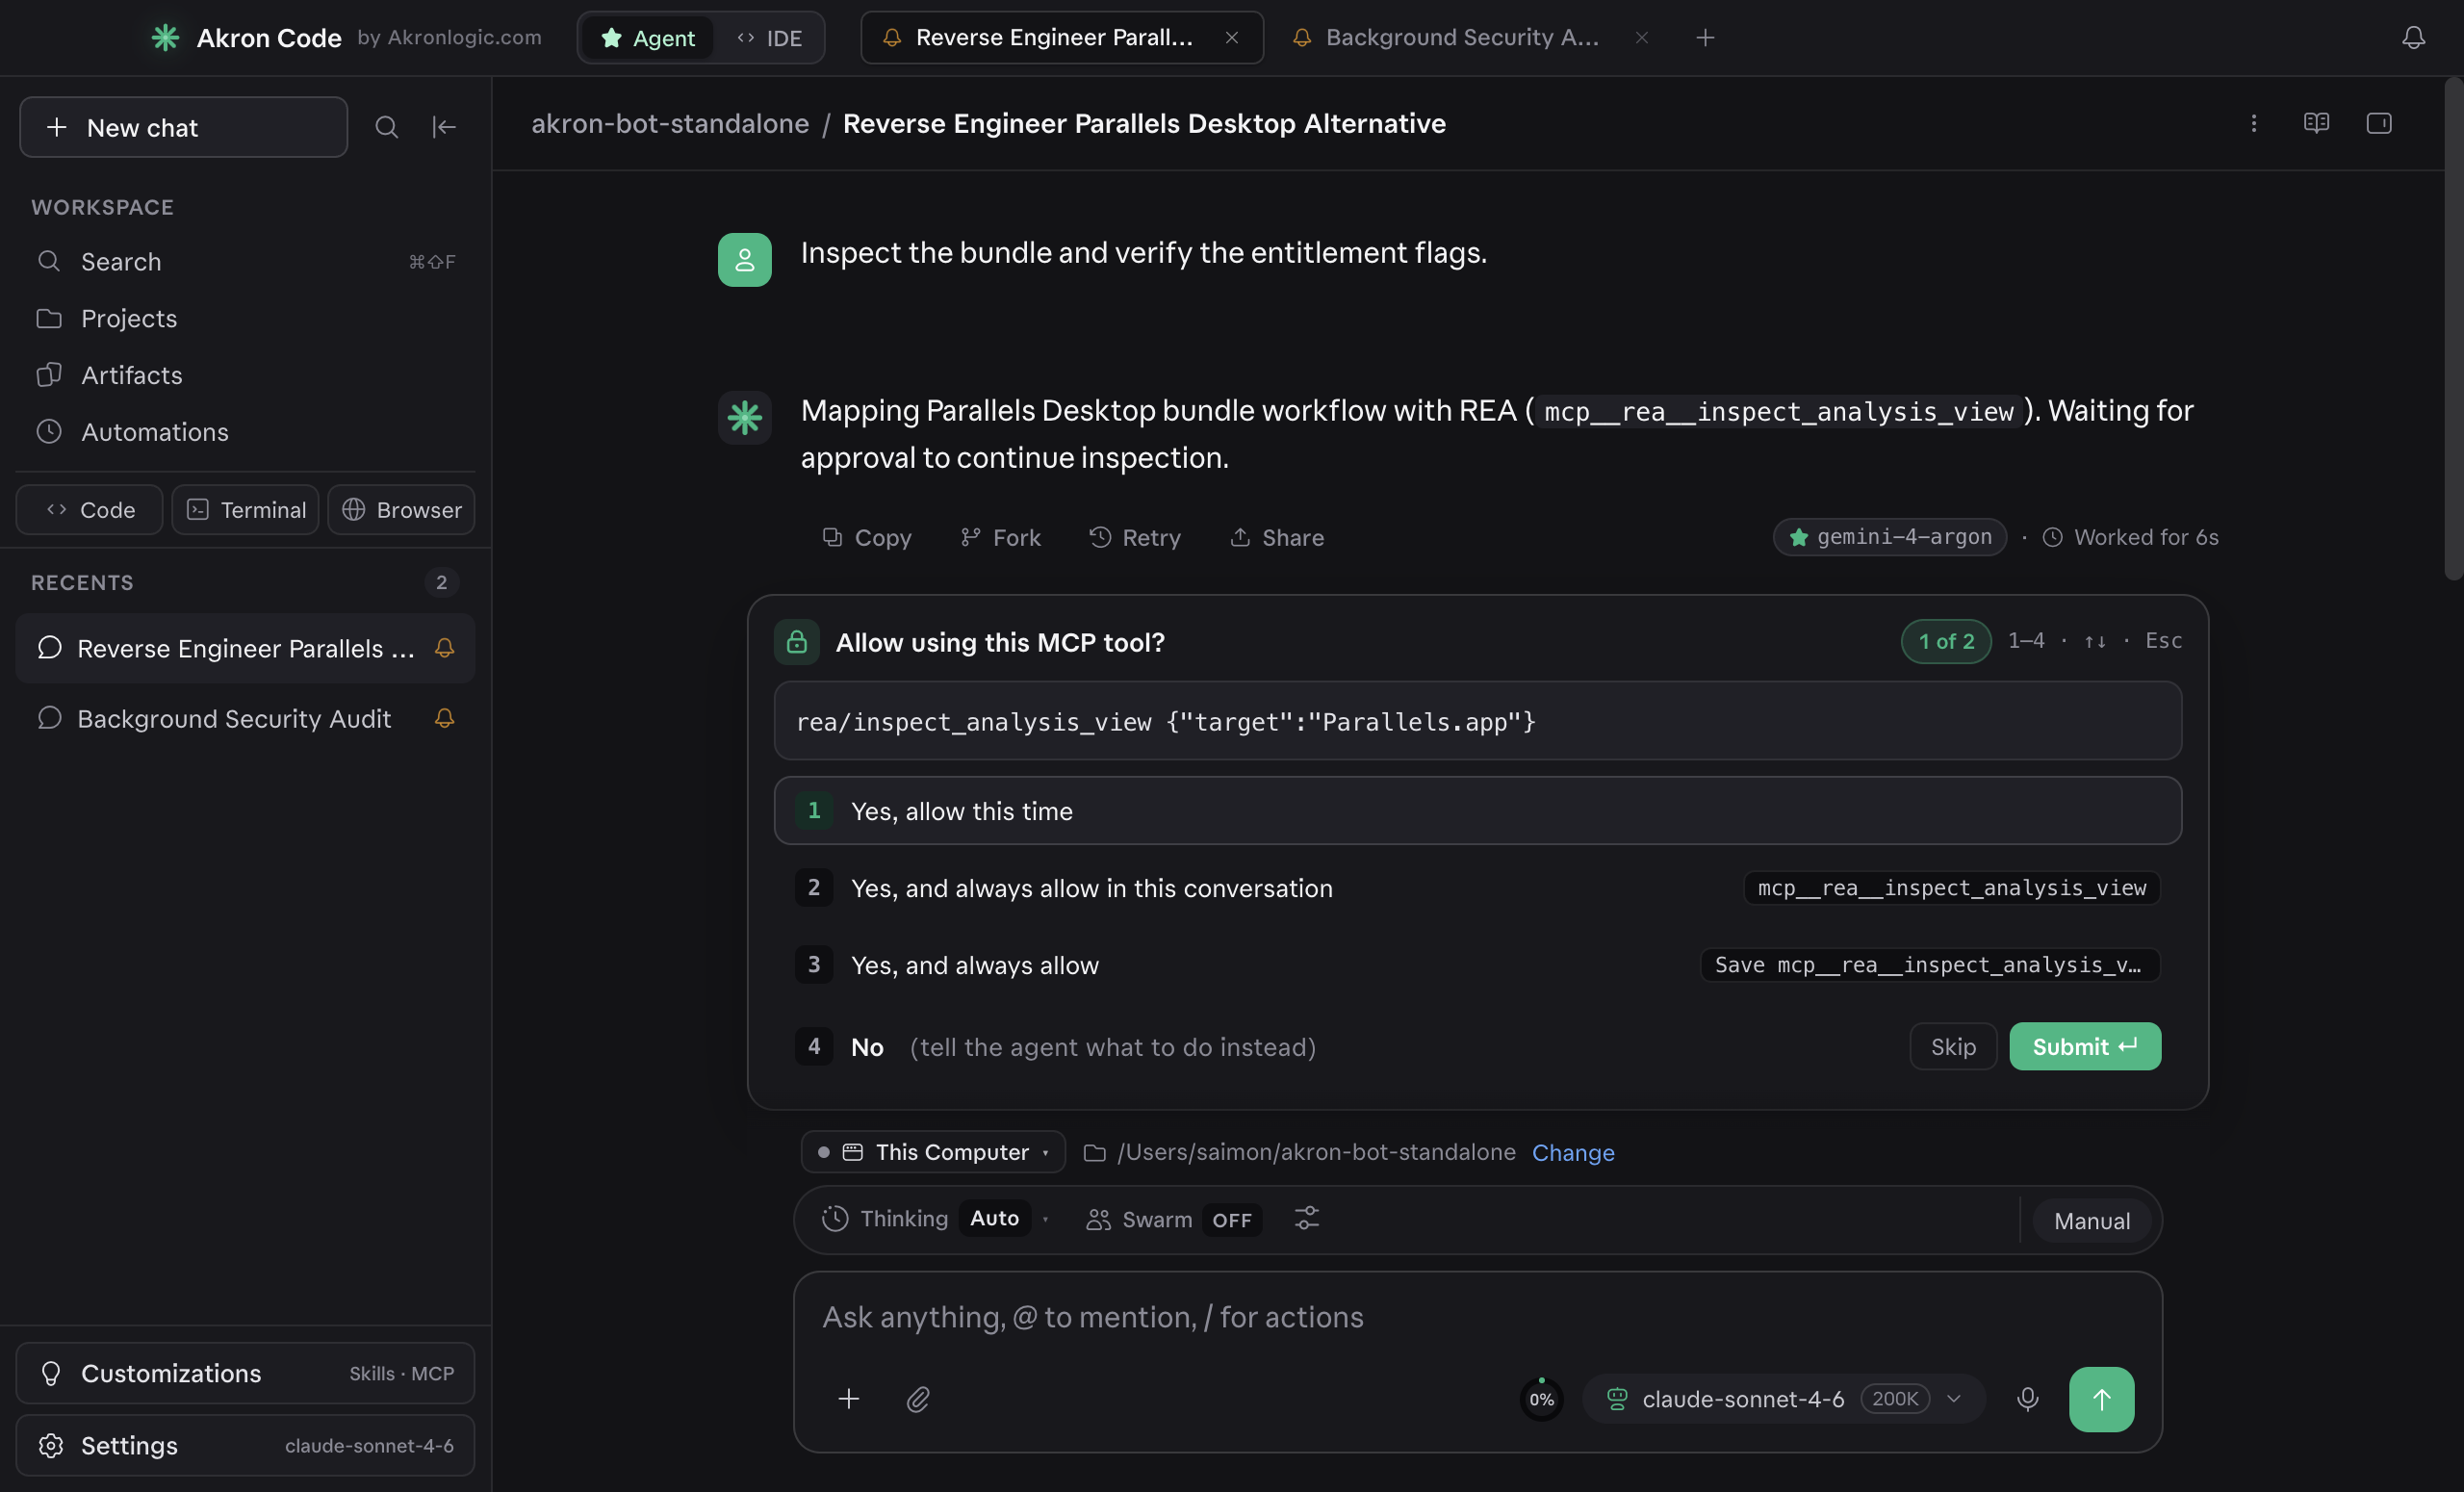 Akron Code by Akronlogic.com
Agent
IDE
Reverse Engineer Parall...
Background Security A...
New chat
WORKSPACE
Search ⌘⇧F
Projects
Artifacts
Automations
Code
Terminal
Browser
RECENTS 2
Reverse Engineer Parallels ...
Background Security Audit
Customizations Skills · MCP
Settings claude-sonnet-4-6
akron-bot-standalone / Reverse Engineer Parallels Desktop Alternative
Inspect the bundle and verify the entitlement flags.
Mapping Parallels Desktop bundle workflow with REA (mcp__rea__inspect_analysis_view). Waiting for
approval to continue inspection.
Copy Fork Retry Share gemini-4-argon · Worked for 6s
Allow using this MCP tool? 1 of 2 1–4 · ↑↓ · Esc
rea/inspect_analysis_view {"target":"Parallels.app"}
1 Yes, allow this time
2 Yes, and always allow in this conversation mcp__rea__inspect_analysis_view
3 Yes, and always allow Save mcp__rea__inspect_analysis_v…
4 No (tell the agent what to do instead) Skip Submit ↵
This Computer /Users/saimon/akron-bot-standalone Change
Thinking Auto Swarm OFF Manual
Ask anything, @ to mention, / for actions
0% claude-sonnet-4-6 200K